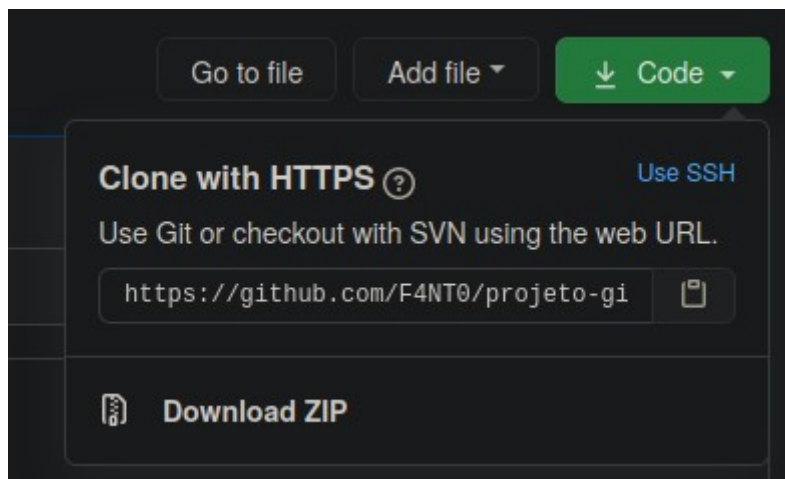 Go to file Add file Code
Clone with HTTPS ? Use SSH
Use Git or checkout with SVN using the web URL.
https://github.com/F4NT0/projeto-gi
Download ZIP